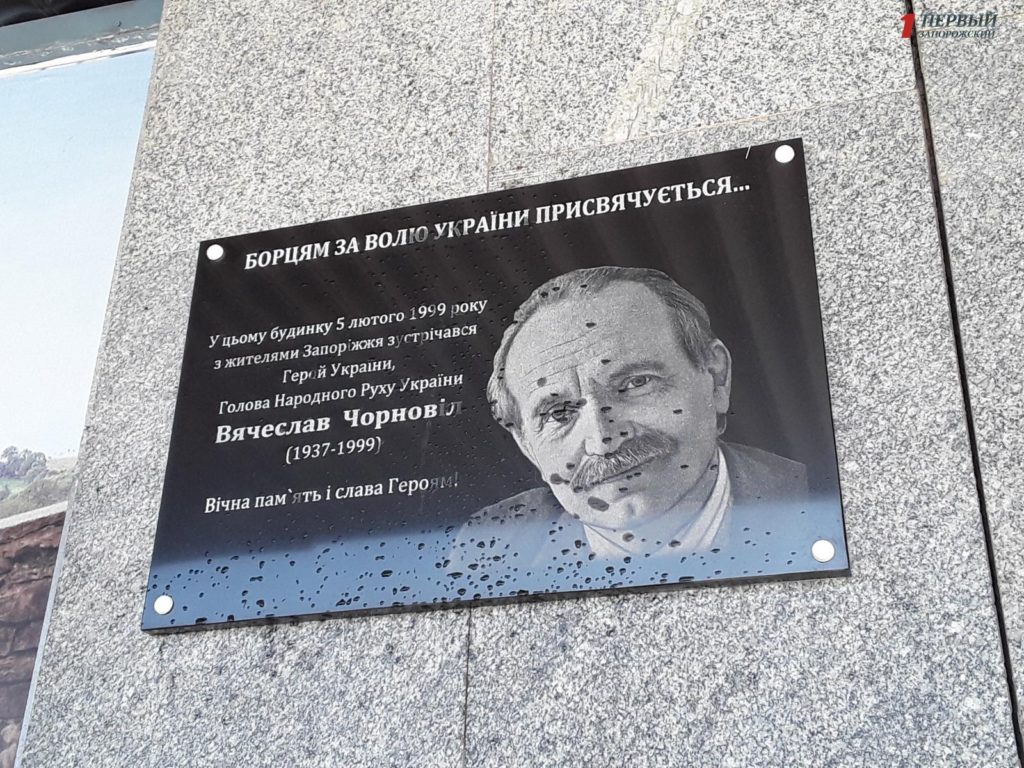 1 ПЕРВЫЙ
ЗАПОРОЖСКИЙ
БОРЦЯМ ЗА ВОЛЮ УКРАЇНИ ПРИСВЯЧУЄТЬСЯ...
У цьому будинку 5 лютого 1999 року
з жителями Запоріжжя зустрічався
Герой України,
Голова Народного Руху України
Вячеслав Чорновіл
(1937-1999)
Вічна пам`ять і слава Героям!